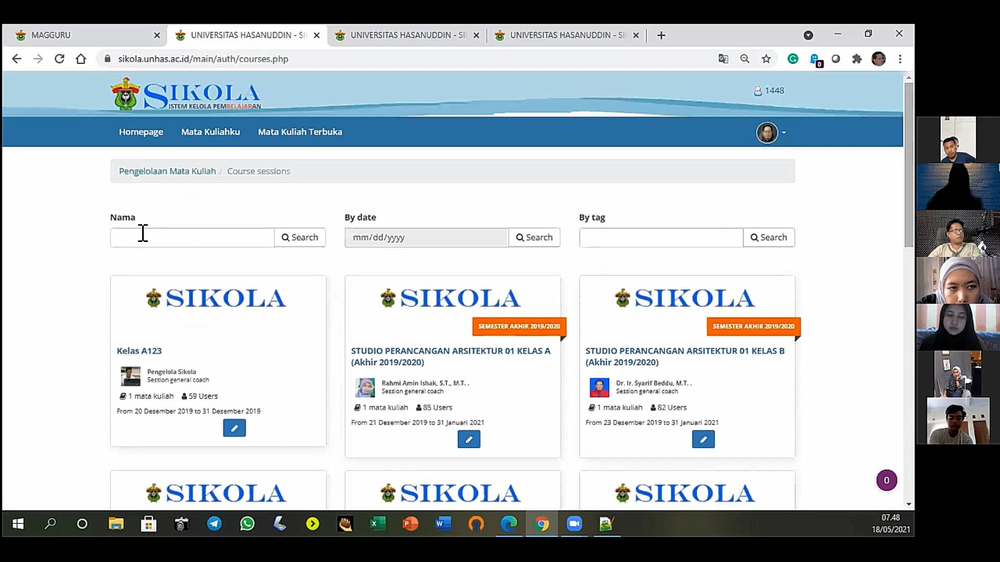 MAGGURU
UNIVERSITAS HASANUDDIN - SI
UNIVERSITAS HASANUDDIN - SI
UNIVERSITAS HASANUDDIN - SI
sikola.unhas.ac.id/main/auth/courses.php
0
SIKOLA
ISTEM KELOLA PEMBELAJARAN
1448
Homepage
Mata Kuliahku
Mata Kuliah Terbuka
Pengelolaan Mata Kuliah / Course sessions
Nama
By date
By tag
Search
mm/dd/yyyy
Search
Search
SIKOLA
SIKOLA
SIKOLA
SEMESTER AKHIR 2019/2020
SEMESTER AKHIR 2019/2020
Kelas A123
Pengelola Sikola
Session general coach
1 mata kuliah 59 Users
From 20 Desember 2019 to 31 Desember 2019
STUDIO PERANCANGAN ARSITEKTUR 01 KELAS A
(Akhir 2019/2020)
Rahmi Amin Ishak, S.T., M.T. .
Session general coach
1 mata kuliah 85 Users
From 21 Desember 2019 to 31 Januari 2021
STUDIO PERANCANGAN ARSITEKTUR 01 KELAS B
(Akhir 2019/2020)
Dr. Ir. Syarif Beddu, M.T. .
Session general coach
1 mata kuliah 82 Users
From 23 Desember 2019 to 31 Januari 2021
SIKOLA
SIKOLA
SIKOLA
0
07.48
18/05/2021